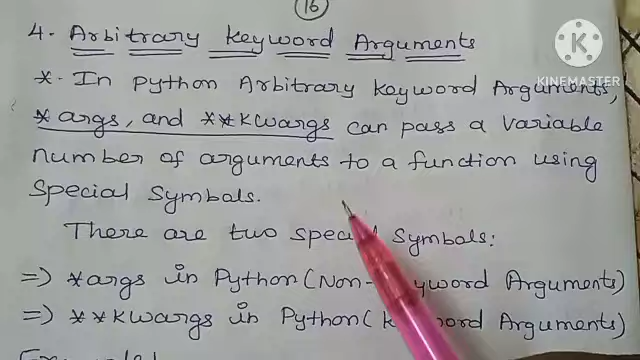 16
4. Arbitrary Keyword Arguments
KINEMASTER
*. In Python Arbitrary Keyword Arguments,
*args, and **kwargs can pass a variable
number of arguments to a function using
Special Symbols.
There are two Special Symbols:
=) *args in Python (Non- Keyword Arguments)
=) **kwargs in Python (Keyword Arguments)